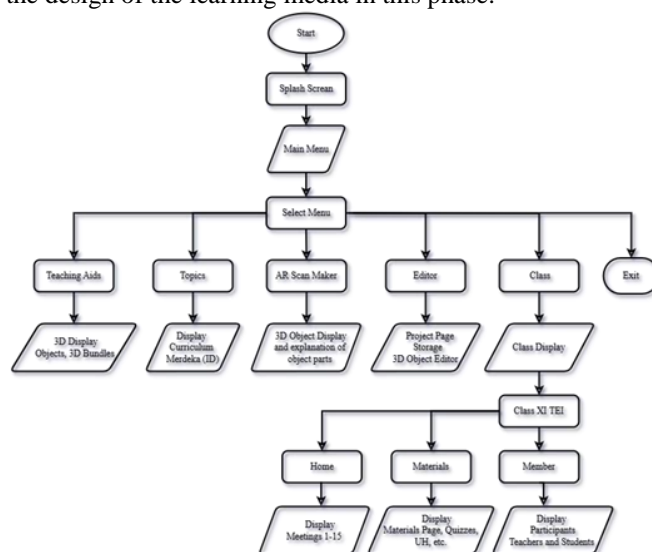 the design of the learning media in this phase.
Start
Splash Screan
Main Menu
Select Menu
Teaching Aids
Topics
AR Scan Maker
Editor
Class
Exit
3D Display
Objects, 3D Bundles
Display
Curriculum
Merdeka (ID)
3D Object Display
and explanation of
object parts
Project Page
Storage
3D Object Editor
Class Display
Class XI TEI
Home
Materials
Member
Display
Meetings 1-15
Display
Materials Page, Quizzes,
UH, etc.
Display
Participants
Teachers and Students